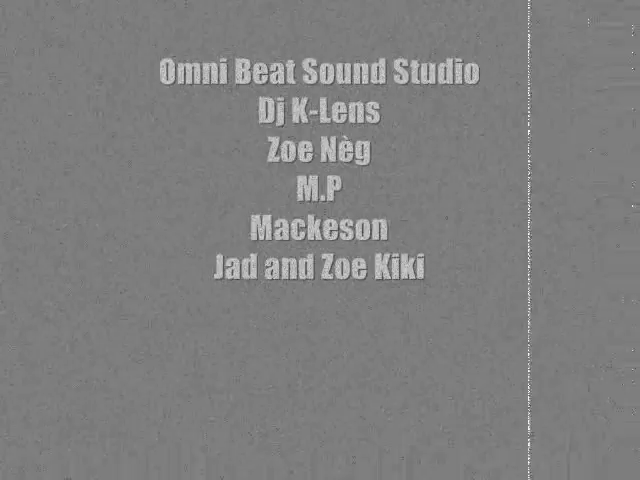 Omni Beat Sound Studio
Dj K-Lens
Zoe Nèg
M.P
Mackeson
Jad and Zoe Kiki